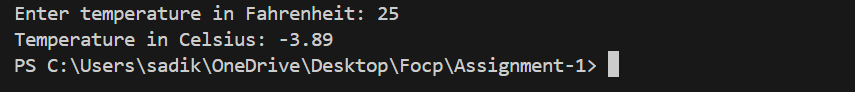 Enter temperature in Fahrenheit: 25
Temperature in Celsius: -3.89
PS C:\Users\sadik\OneDrive\Desktop\Focp\Assignment-1>